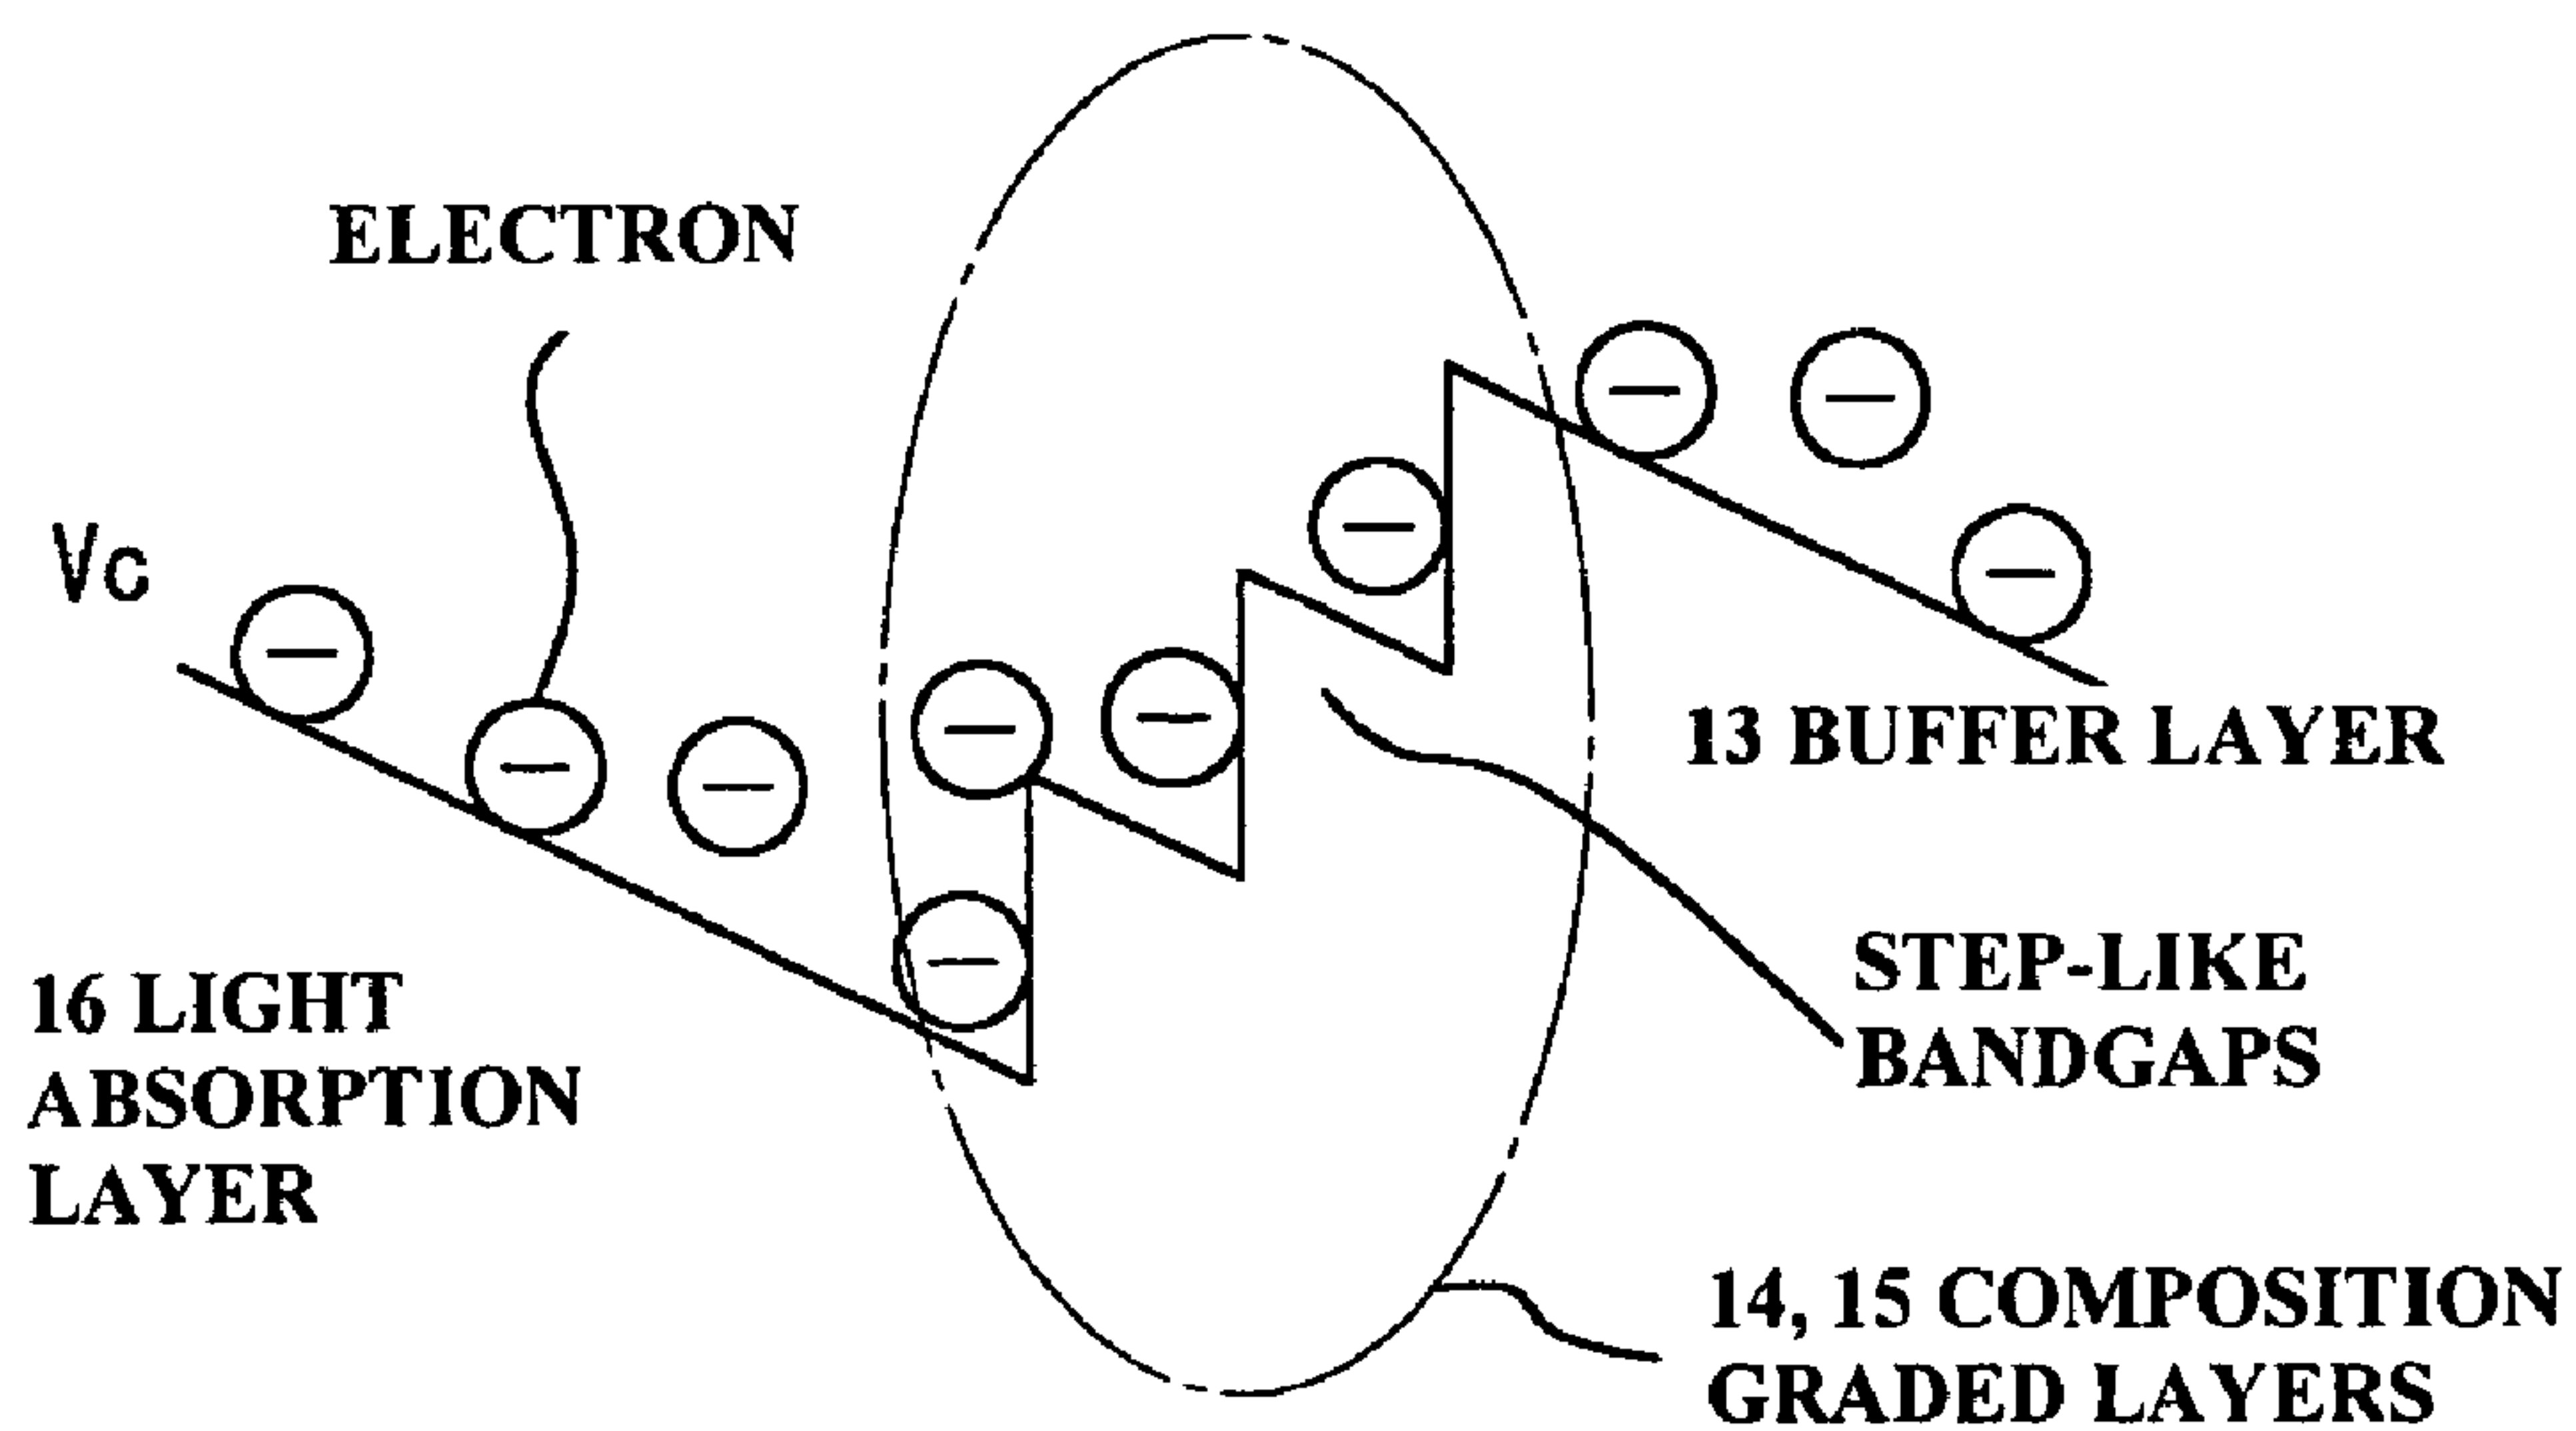 ELECTRON
Vc
13 BUFFER LAYER
16 LIGHT
ABSORPTION
LAYER
STEP-LIKE
BANDGAPS
14, 15 COMPOSITION
GRADED LAYERS